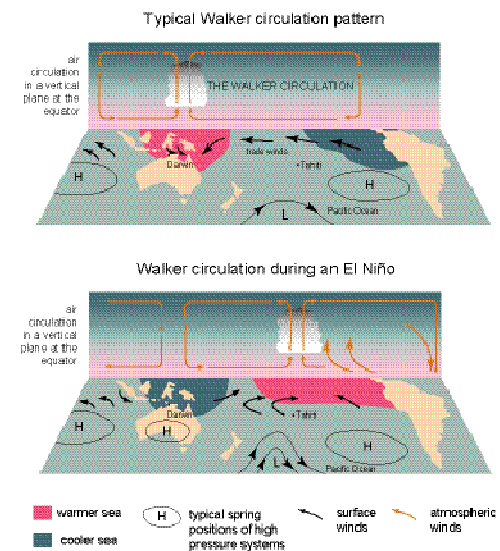 Typical Walker circulation pattern
air
circulation
in a vertical
plane at the
equator
THE WALKER CIRCULATION
H
Darwin
trade winds
Tahiti
H
L
Pacific Ocean
Walker circulation during an El Niño
air
circulation
in a vertical
plane at the
equator
H
Darwin
H
Tahiti
H
L
Pacific Ocean
warmer sea
cooler sea
H
typical spring
positions of high
pressure systems
surface
winds
atmospheric
winds